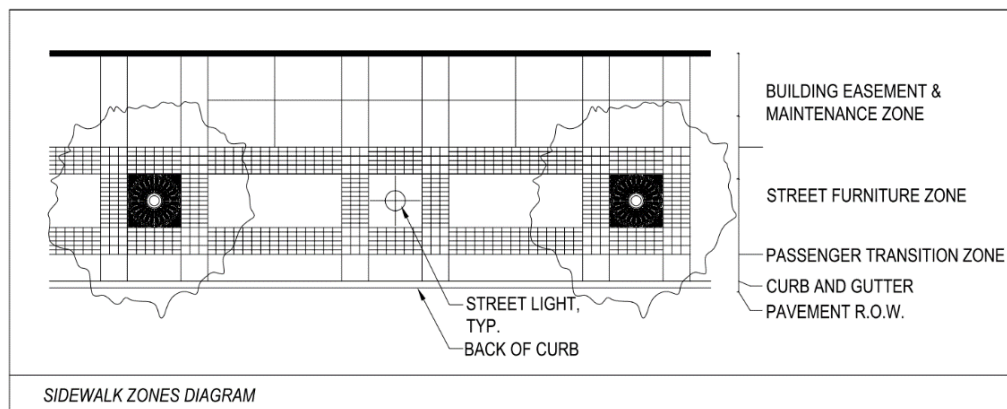 BUILDING EASEMENT &
MAINTENANCE ZONE
STREET FURNITURE ZONE
PASSENGER TRANSITION ZONE
CURB AND GUTTER
PAVEMENT R.O.W.
STREET LIGHT,
TYP.
BACK OF CURB
SIDEWALK ZONES DIAGRAM